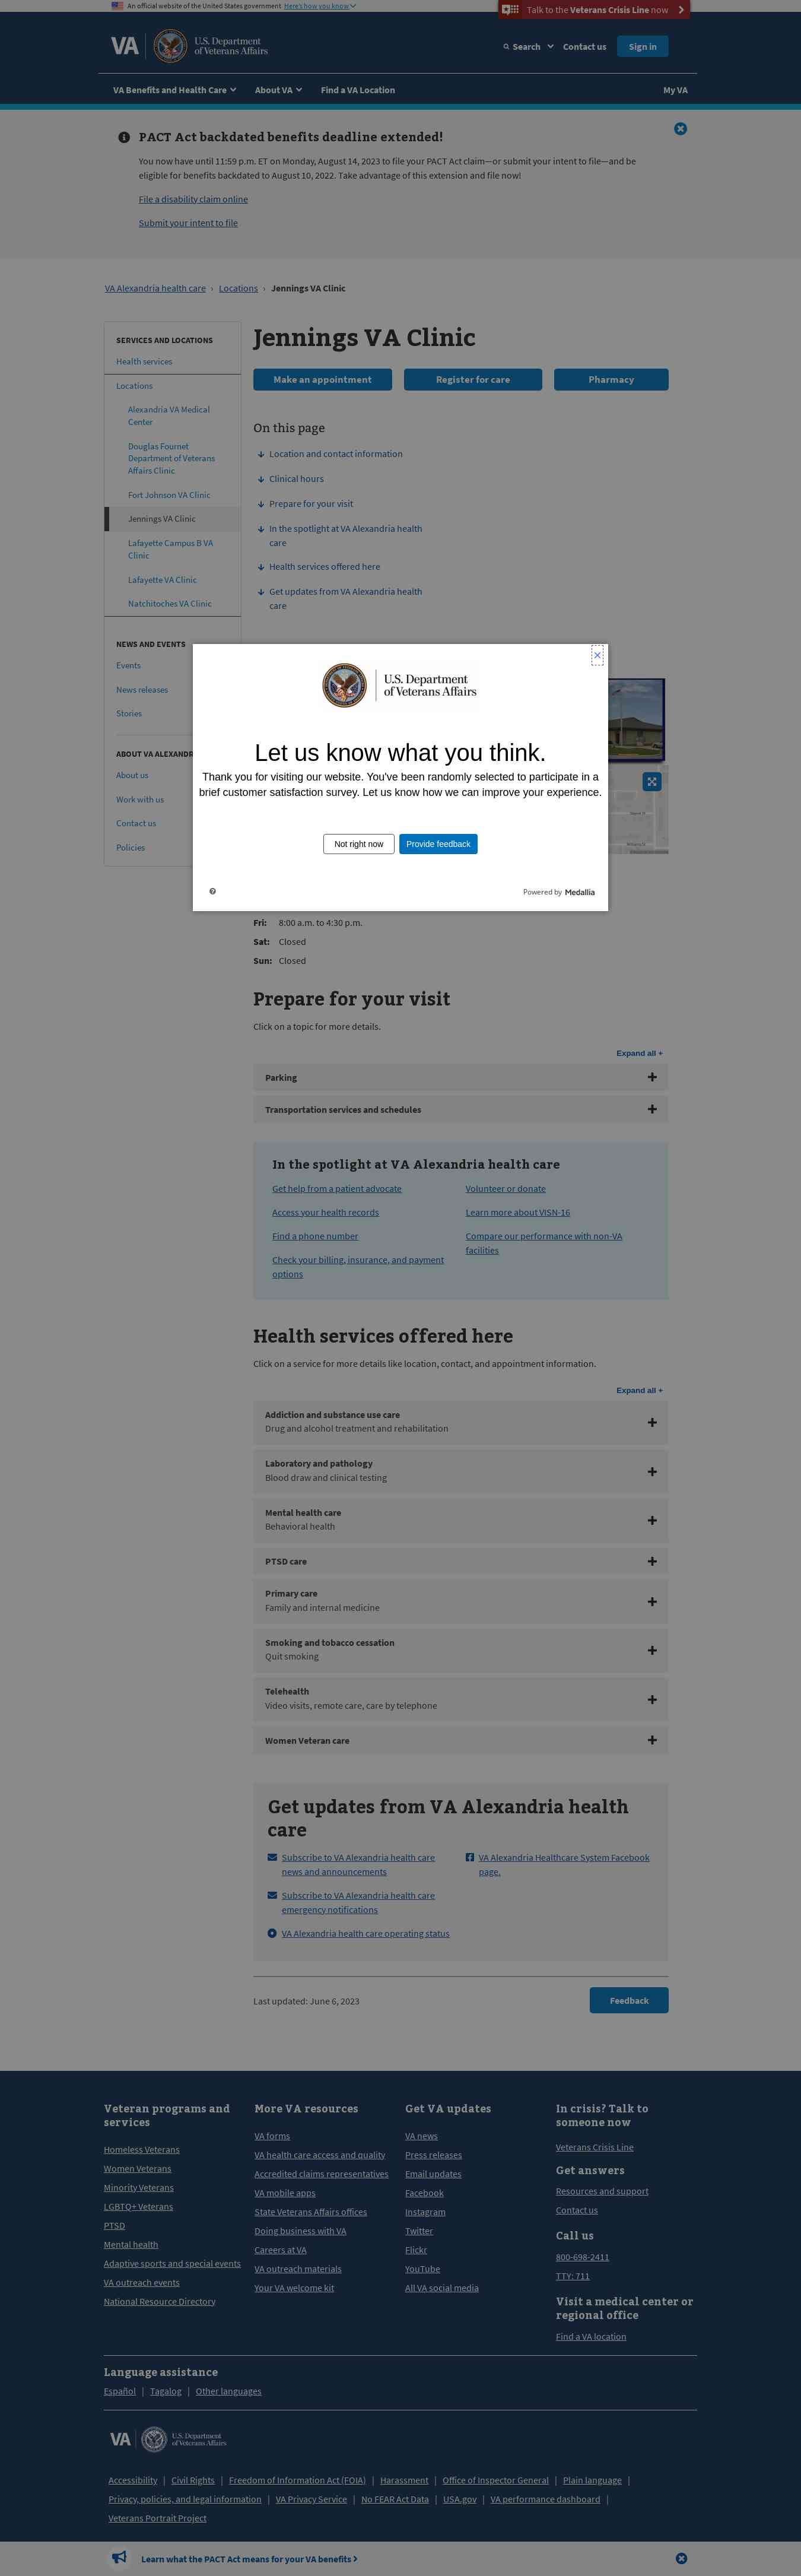 An official website of the United States government Here's how you know
Talk to the Veterans Crisis Line now
VA
U.S. Department
of Veterans Affairs
Search
Contact us
Sign in
VA Benefits and Health Care
About VA
Find a VA Location
My VA
PACT Act backdated benefits deadline extended!
You now have until 11:59 p.m. ET on Monday, August 14, 2023 to file your PACT Act claim—or submit your intent to file—and be
eligible for benefits backdated to August 10, 2022. Take advantage of this extension and file now!
File a disability claim online
Submit your intent to file
VA Alexandria health care › Locations › Jennings VA Clinic
SERVICES AND LOCATIONS
Health services
Locations
Alexandria VA Medical
Center
Douglas Fournet
Department of Veterans
Affairs Clinic
Fort Johnson VA Clinic
Jennings VA Clinic
Lafayette Campus B VA
Clinic
Lafayette VA Clinic
Natchitoches VA Clinic
NEWS AND EVENTS
Events
News releases
Stories
ABOUT VA ALEXANDR
About us
Work with us
Contact us
Policies
Jennings VA Clinic
Make an appointment
Register for care
Pharmacy
On this page
Location and contact information
Clinical hours
Prepare for your visit
In the spotlight at VA Alexandria health
care
Health services offered here
Get updates from VA Alexandria health
care
×
U.S. Department
of Veterans Affairs
Let us know what you think.
Thank you for visiting our website. You've been randomly selected to participate in a
brief customer satisfaction survey. Let us know how we can improve your experience.
Not right now
Provide feedback
Powered by Medallia
Fri: 8:00 a.m. to 4:30 p.m.
Sat: Closed
Sun: Closed
Prepare for your visit
Click on a topic for more details.
Expand all +
Parking
Transportation services and schedules
In the spotlight at VA Alexandria health care
Get help from a patient advocate
Access your health records
Find a phone number
Check your billing, insurance, and payment
options
Volunteer or donate
Learn more about VISN-16
Compare our performance with non-VA
facilities
Health services offered here
Click on a service for more details like location, contact, and appointment information.
Expand all +
Addiction and substance use care
Drug and alcohol treatment and rehabilitation
Laboratory and pathology
Blood draw and clinical testing
Mental health care
Behavioral health
PTSD care
Primary care
Family and internal medicine
Smoking and tobacco cessation
Quit smoking
Telehealth
Video visits, remote care, care by telephone
Women Veteran care
Get updates from VA Alexandria health
care
Subscribe to VA Alexandria health care
news and announcements
Subscribe to VA Alexandria health care
emergency notifications
VA Alexandria health care operating status
VA Alexandria Healthcare System Facebook
page.
Last updated: June 6, 2023
Feedback
Veteran programs and
services
Homeless Veterans
Women Veterans
Minority Veterans
LGBTQ+ Veterans
PTSD
Mental health
Adaptive sports and special events
VA outreach events
National Resource Directory
More VA resources
VA forms
VA health care access and quality
Accredited claims representatives
VA mobile apps
State Veterans Affairs offices
Doing business with VA
Careers at VA
VA outreach materials
Your VA welcome kit
Get VA updates
VA news
Press releases
Email updates
Facebook
Instagram
Twitter
Flickr
YouTube
All VA social media
In crisis? Talk to
someone now
Veterans Crisis Line
Get answers
Resources and support
Contact us
Call us
800-698-2411
TTY: 711
Visit a medical center or
regional office
Find a VA location
Language assistance
Español | Tagalog | Other languages
VA
U.S. Department
of Veterans Affairs
Accessibility | Civil Rights | Freedom of Information Act (FOIA) | Harassment | Office of Inspector General | Plain language |
Privacy, policies, and legal information | VA Privacy Service | No FEAR Act Data | USA.gov | VA performance dashboard |
Veterans Portrait Project
Learn what the PACT Act means for your VA benefits